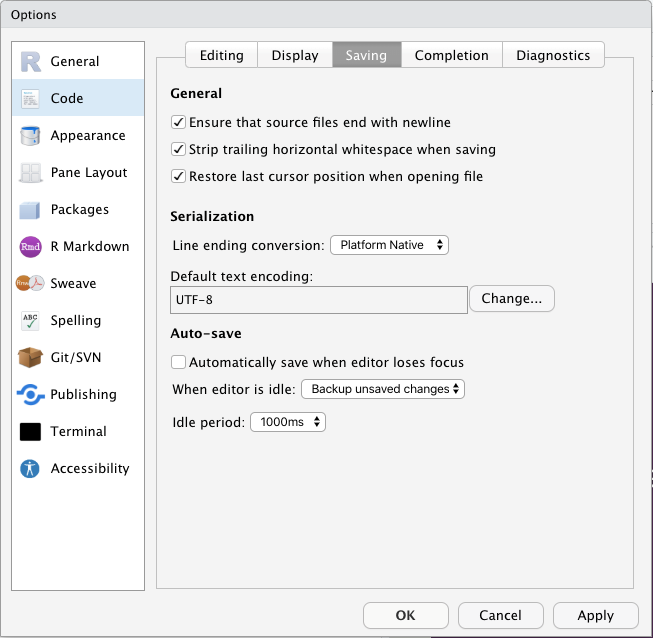 Options
General
Code
Appearance
Pane Layout
Packages
R Markdown
Sweave
Spelling
Git/SVN
Publishing
Terminal
Accessibility
R
Rmd
ABC
Editing Display Saving Completion Diagnostics
General
Ensure that source files end with newline
Strip trailing horizontal whitespace when saving
Restore last cursor position when opening file
Serialization
Line ending conversion: Platform Native
Default text encoding:
UTF-8 Change...
Auto-save
Automatically save when editor loses focus
When editor is idle: Backup unsaved changes
Idle period: 1000ms
OK Cancel Apply